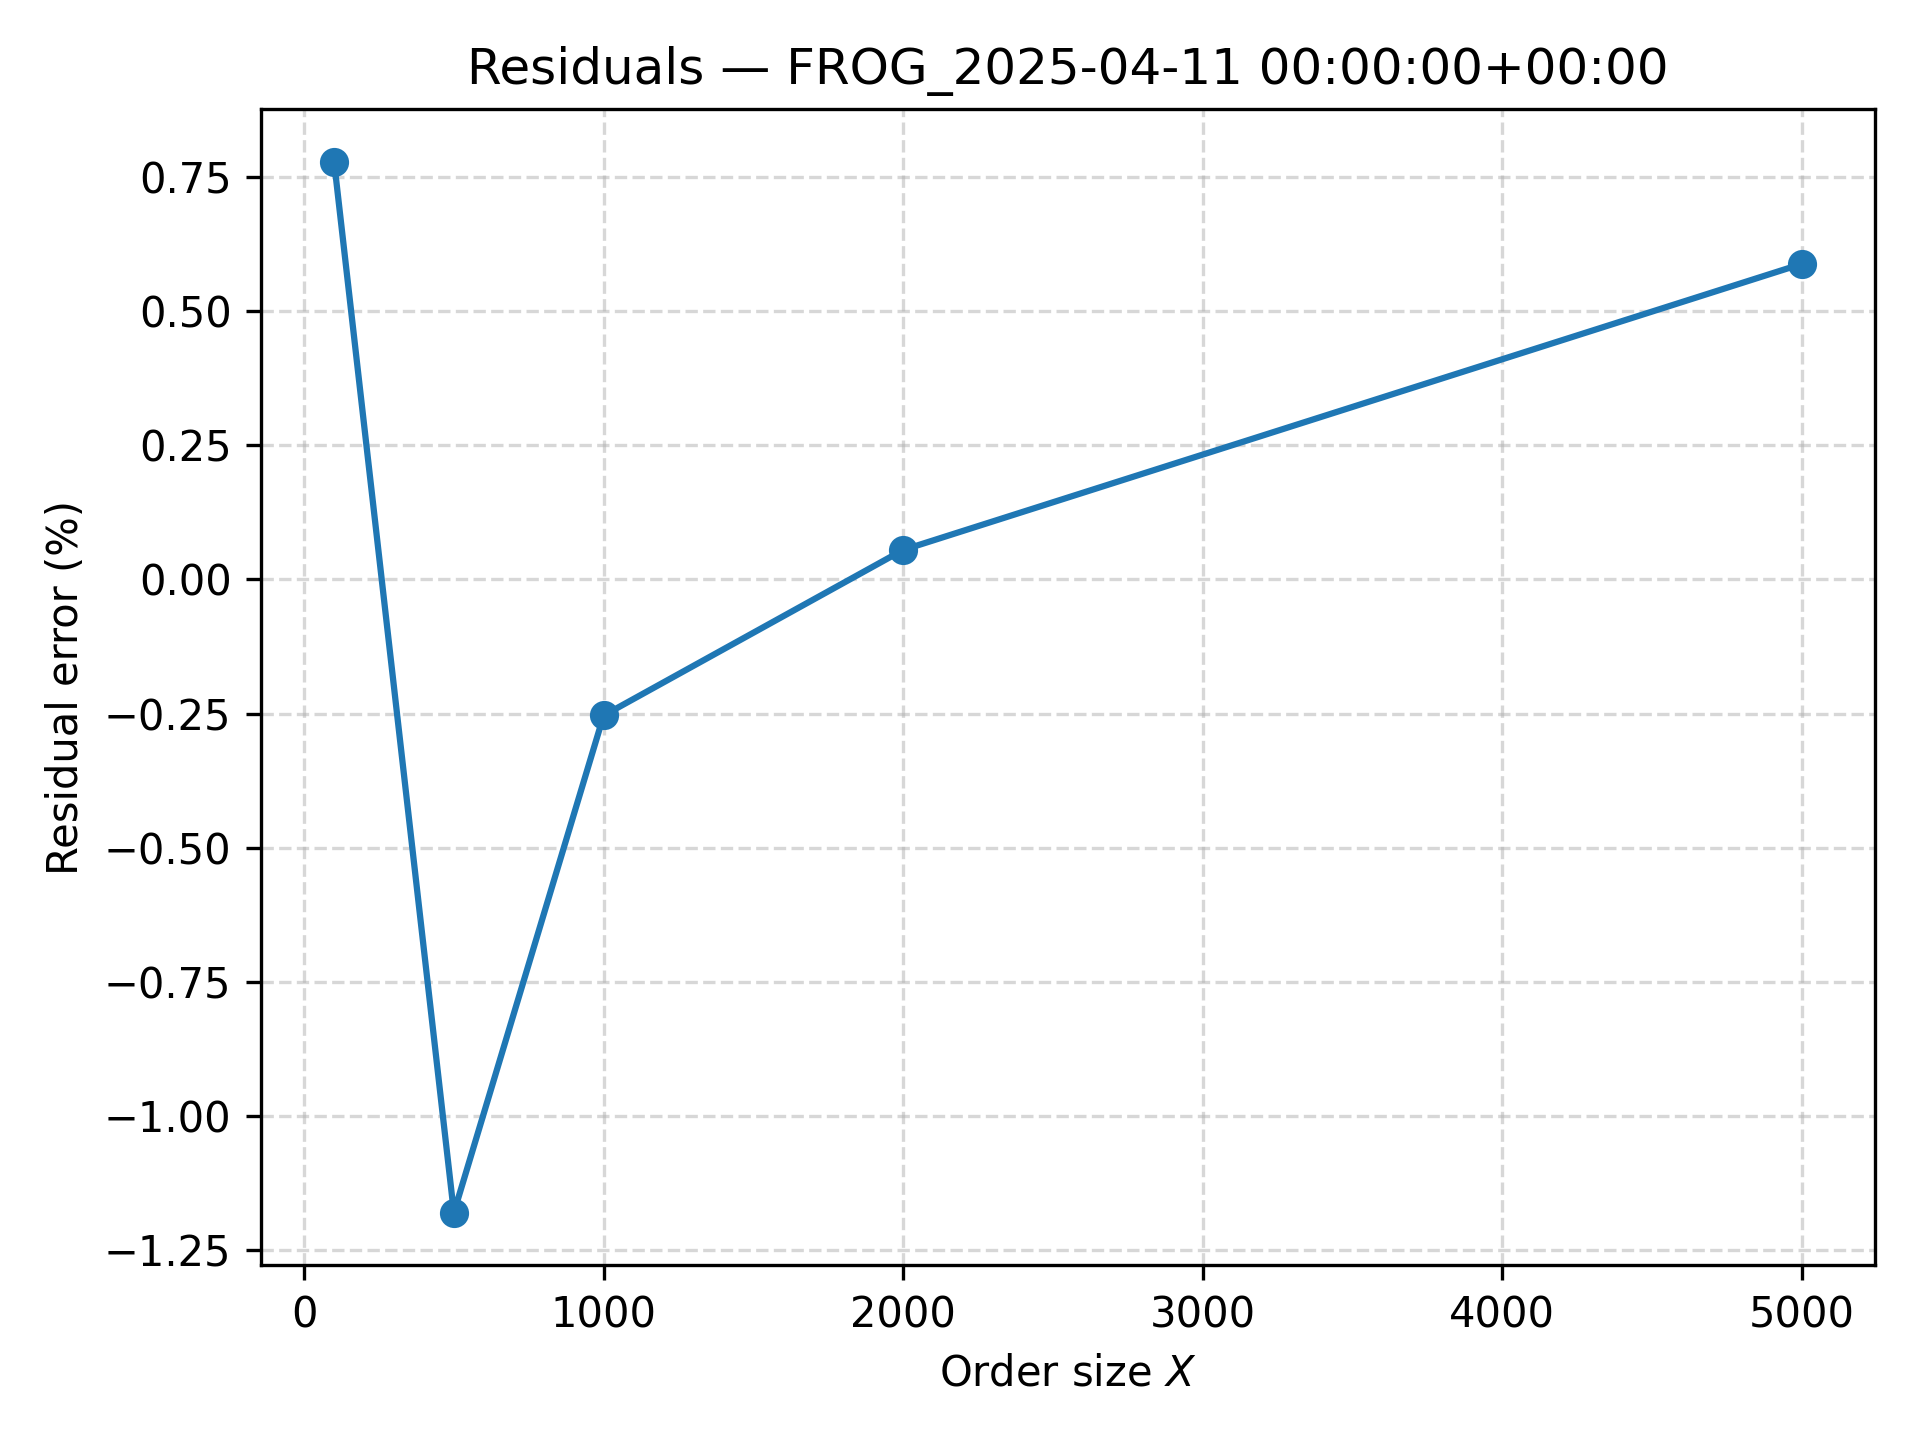 Residuals — FROG_2025-04-11 00:00:00+00:00
Residual error (%)
0.75
0.50
0.25
0.00
−0.25
−0.50
−0.75
−1.00
−1.25
0 1000 2000 3000 4000 5000
Order size X